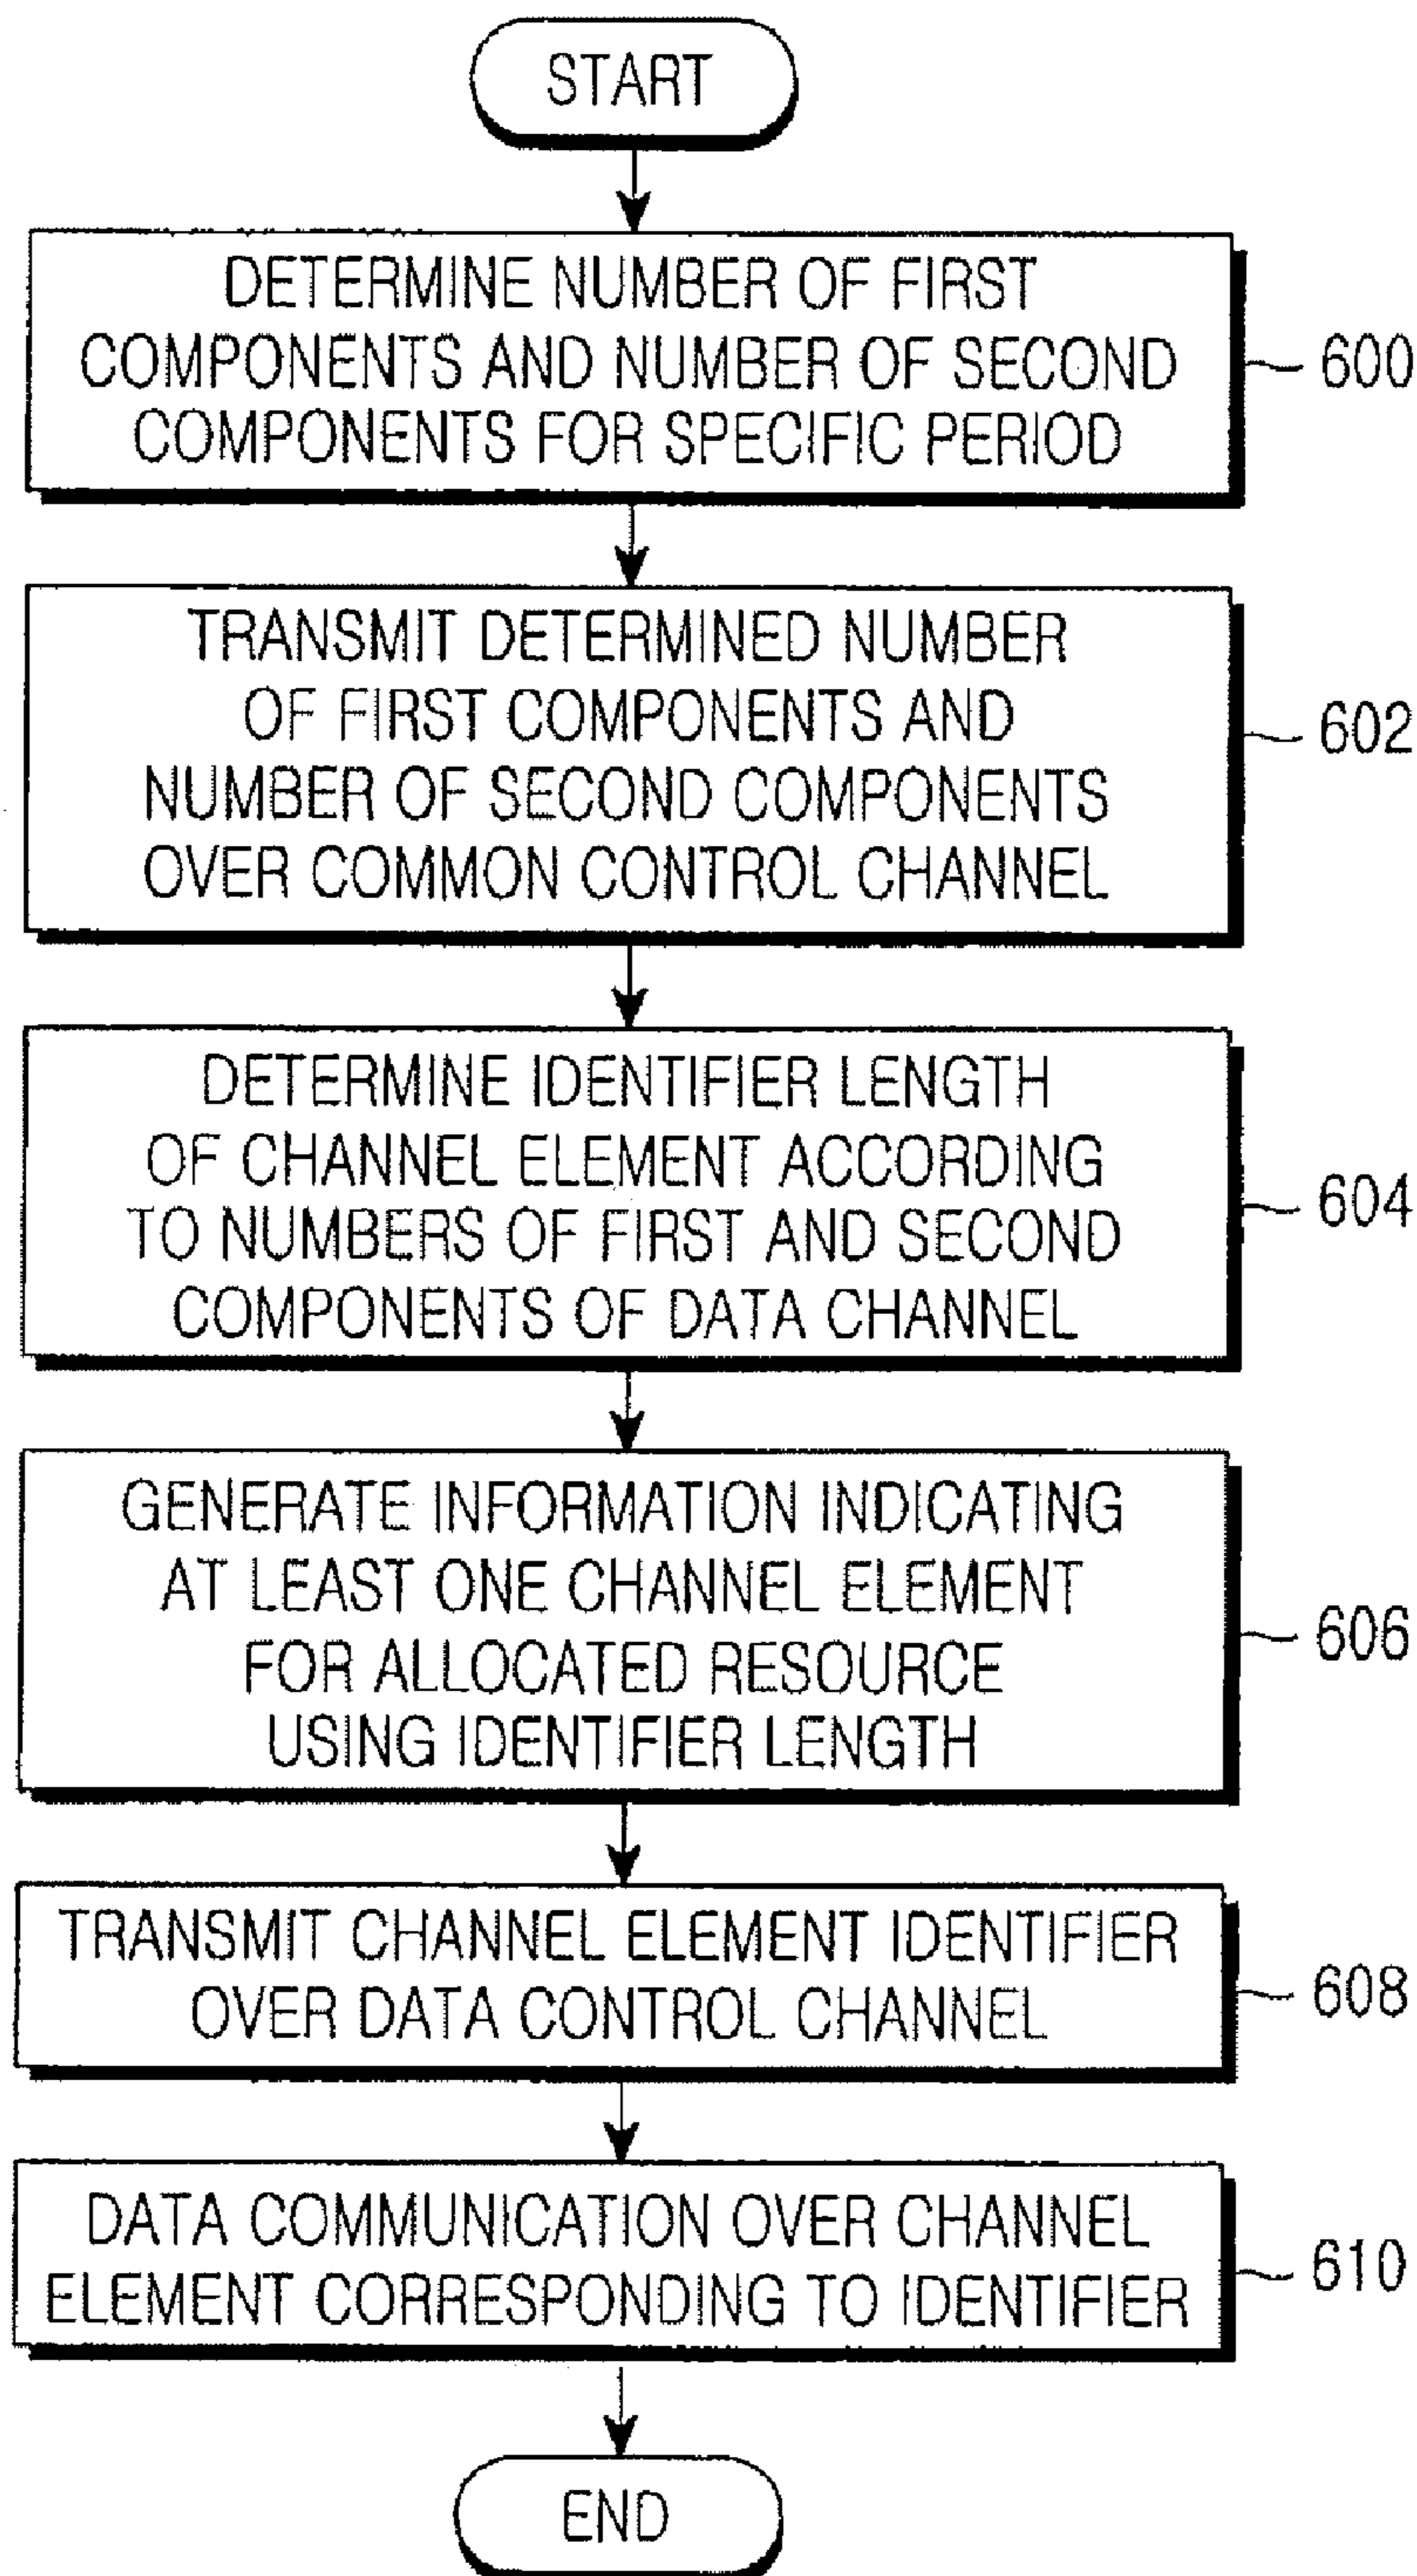 START
DETERMINE NUMBER OF FIRST
COMPONENTS AND NUMBER OF SECOND
COMPONENTS FOR SPECIFIC PERIOD
600
TRANSMIT DETERMINED NUMBER
OF FIRST COMPONENTS AND
NUMBER OF SECOND COMPONENTS
OVER COMMON CONTROL CHANNEL
602
DETERMINE IDENTIFIER LENGTH
OF CHANNEL ELEMENT ACCORDING
TO NUMBERS OF FIRST AND SECOND
COMPONENTS OF DATA CHANNEL
604
GENERATE INFORMATION INDICATING
AT LEAST ONE CHANNEL ELEMENT
FOR ALLOCATED RESOURCE
USING IDENTIFIER LENGTH
606
TRANSMIT CHANNEL ELEMENT IDENTIFIER
OVER DATA CONTROL CHANNEL
608
DATA COMMUNICATION OVER CHANNEL
ELEMENT CORRESPONDING TO IDENTIFIER
610
END